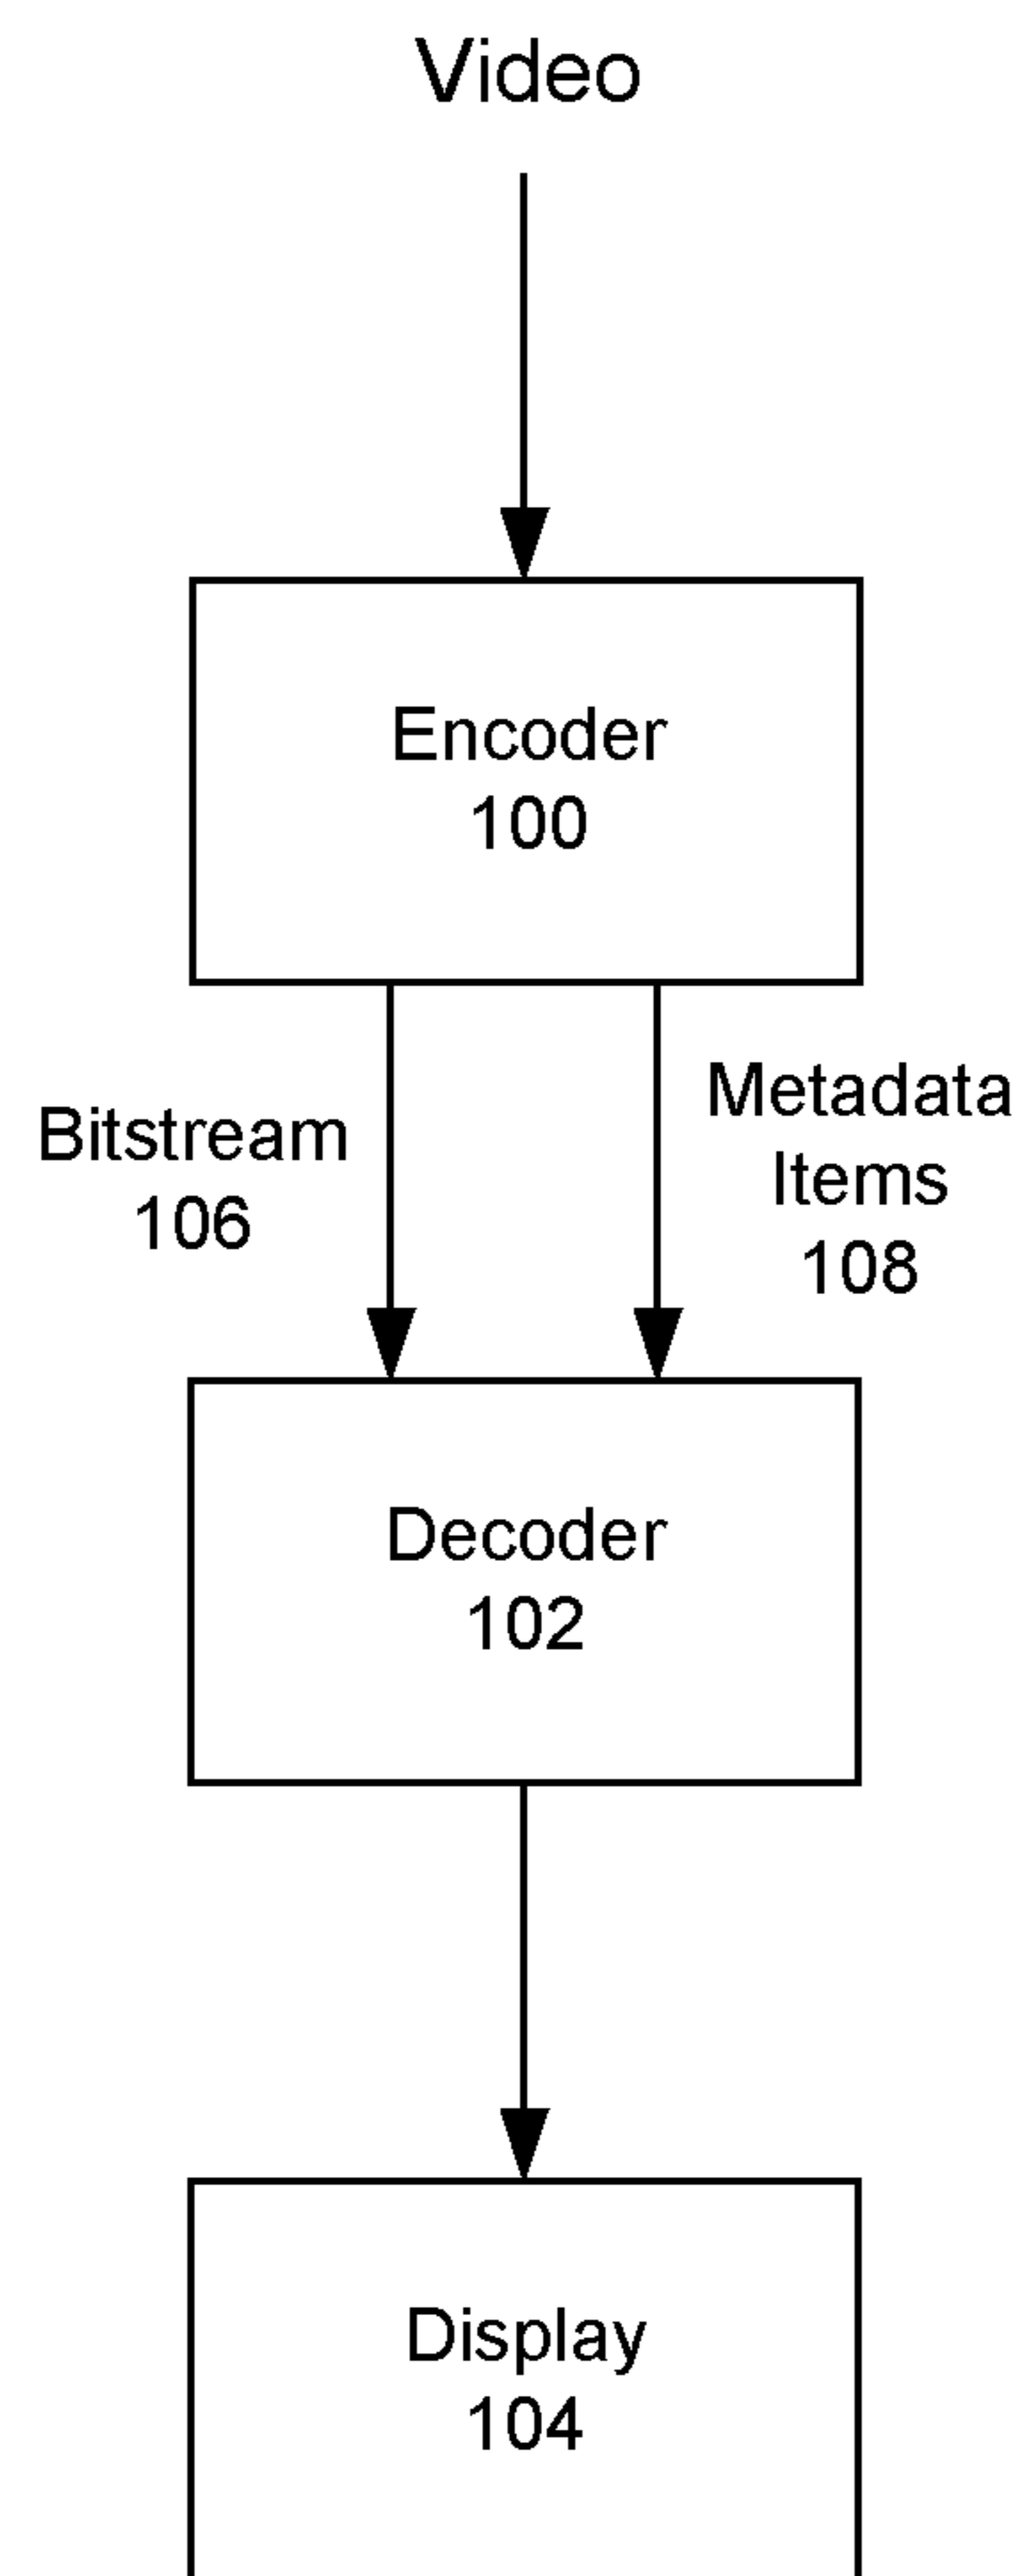 Video
Encoder
100
Bitstream
106
Metadata
Items
108
Decoder
102
Display
104